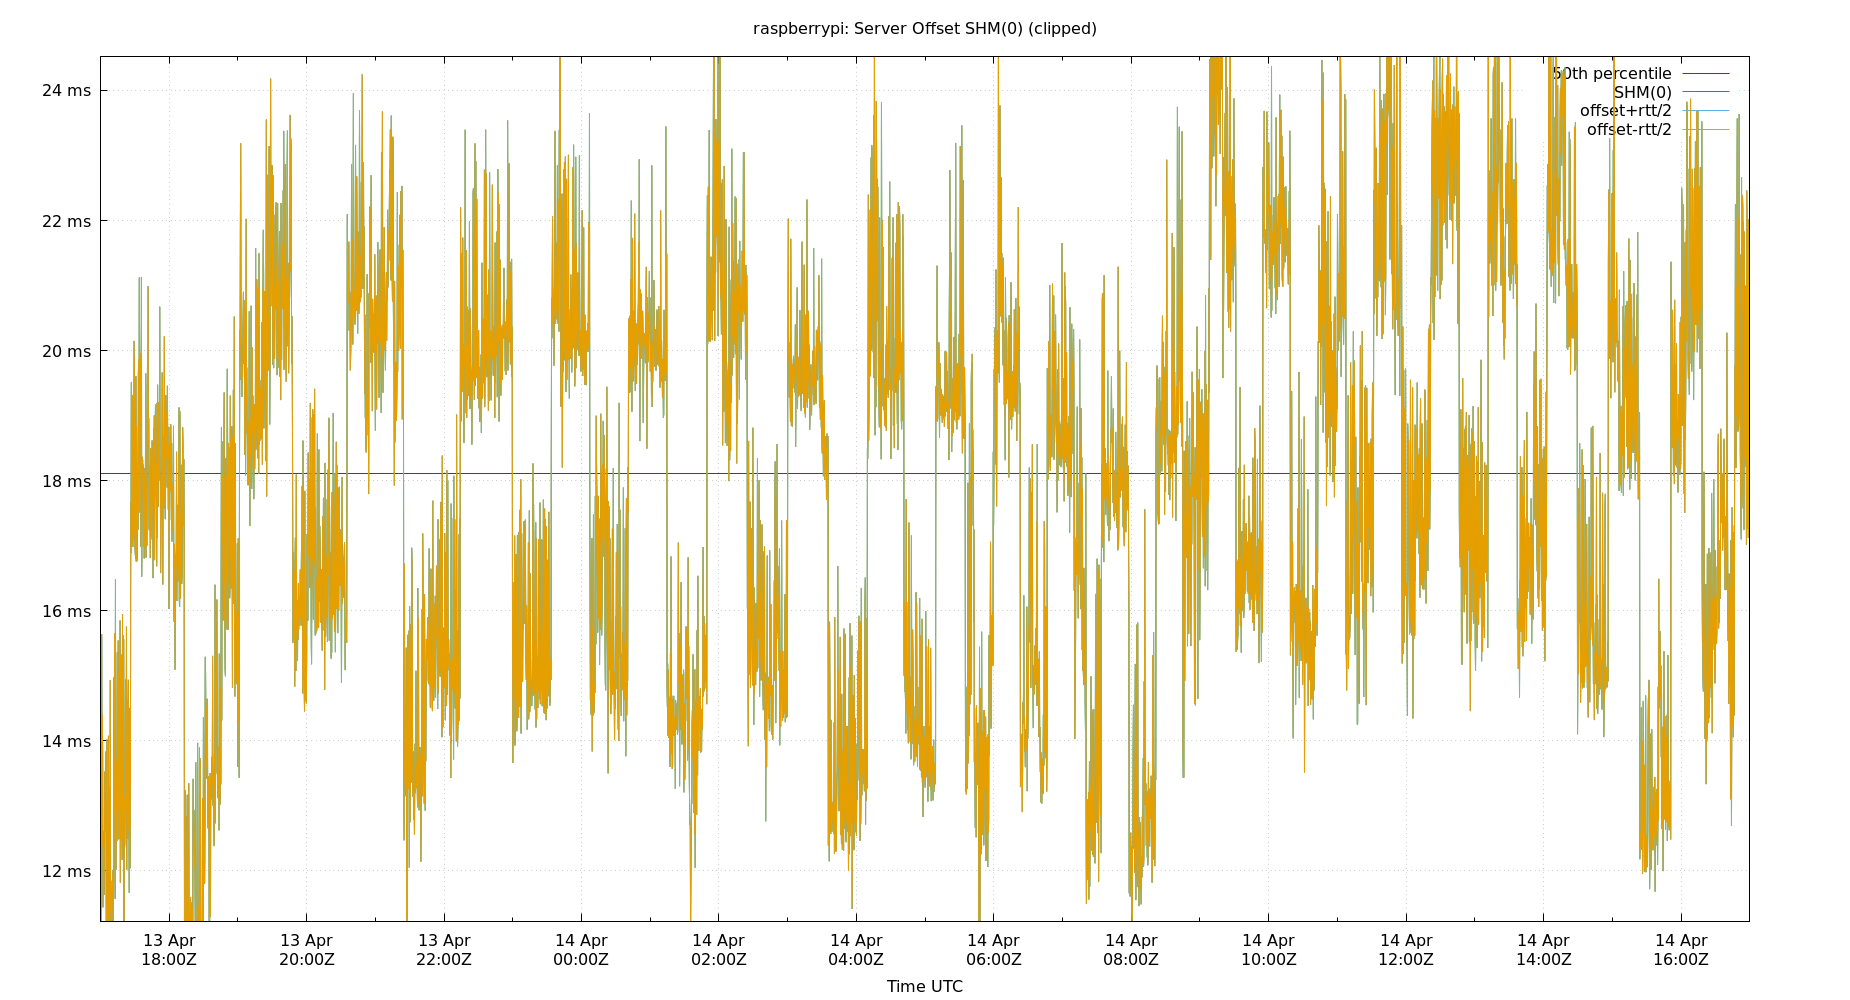 raspberrypi: Server Offset SHM(0) (clipped)
50th percentile
SHM(0)
offset+rtt/2
offset-rtt/2
24 ms
22 ms
20 ms
18 ms
16 ms
14 ms
12 ms
13 Apr 13 Apr 13 Apr 14 Apr 14 Apr 14 Apr 14 Apr 14 Apr 14 Apr 14 Apr 14 Apr 14 Apr
18:00Z 20:00Z 22:00Z 00:00Z 02:00Z 04:00Z 06:00Z 08:00Z 10:00Z 12:00Z 14:00Z 16:00Z
Time UTC